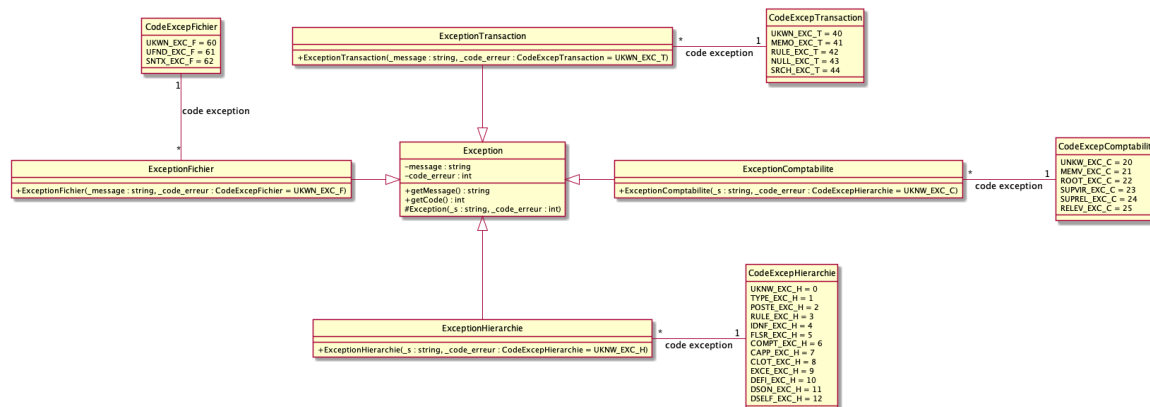 CodeExcepFichier
UKWN_EXC_F = 60
UFND_EXC_F = 61
SNTX_EXC_F = 62
1
code exception
*
ExceptionTransaction
+ExceptionTransaction(_message : string, _code_erreur : CodeExcepTransaction = UKWN_EXC_T)
*
1
code exception
CodeExcepTransaction
UKWN_EXC_T = 40
MEMO_EXC_T = 41
RULE_EXC_T = 42
NULL_EXC_T = 43
SRCH_EXC_T = 44
ExceptionFichier
+ExceptionFichier(_message : string, _code_erreur : CodeExcepFichier = UKWN_EXC_F)
Exception
-message : string
-code_erreur : int
+getMessage() : string
+getCode() : int
#Exception(_s : string, _code_erreur : int)
ExceptionComptabilite
+ExceptionComptabilite(_s : string, _code_erreur : CodeExcepHierarchie = UKNW_EXC_C)
*
1
code exception
CodeExcepComptabilite
UNKW_EXC_C = 20
MEMV_EXC_C = 21
ROOT_EXC_C = 22
SUPVIR_EXC_C = 23
SUPREL_EXC_C = 24
RELEV_EXC_C = 25
ExceptionHierarchie
+ExceptionHierarchie(_s : string, _code_erreur : CodeExcepHierarchie = UKNW_EXC_H)
*
1
code exception
CodeExcepHierarchie
UKNW_EXC_H = 0
TYPE_EXC_H = 1
POSTE_EXC_H = 2
RULE_EXC_H = 3
IDNF_EXC_H = 4
FLSR_EXC_H = 5
COMPT_EXC_H = 6
CAPP_EXC_H = 7
CLOT_EXC_H = 8
EXCE_EXC_H = 9
DEFI_EXC_H = 10
DSON_EXC_H = 11
DSELF_EXC_H = 12